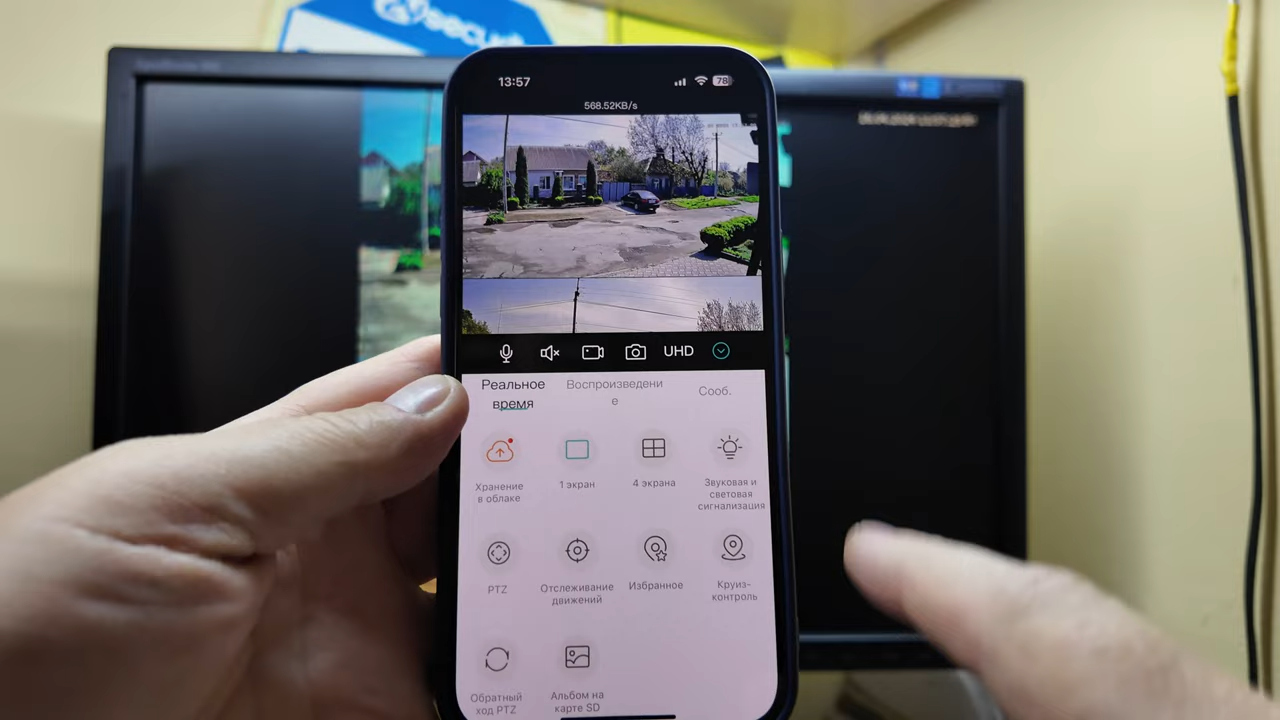 secur
13:57
78
568.52KB/s
UHD
Реальное
время
Воспроизведени
е
Сооб.
Хранение
в облаке
1 экран
4 экрана
Звуковая и
световая
сигнализация
PTZ
Отслеживание
движений
Избранное
Круиз-
контроль
Обратный
ход PTZ
Альбом на
карте SD